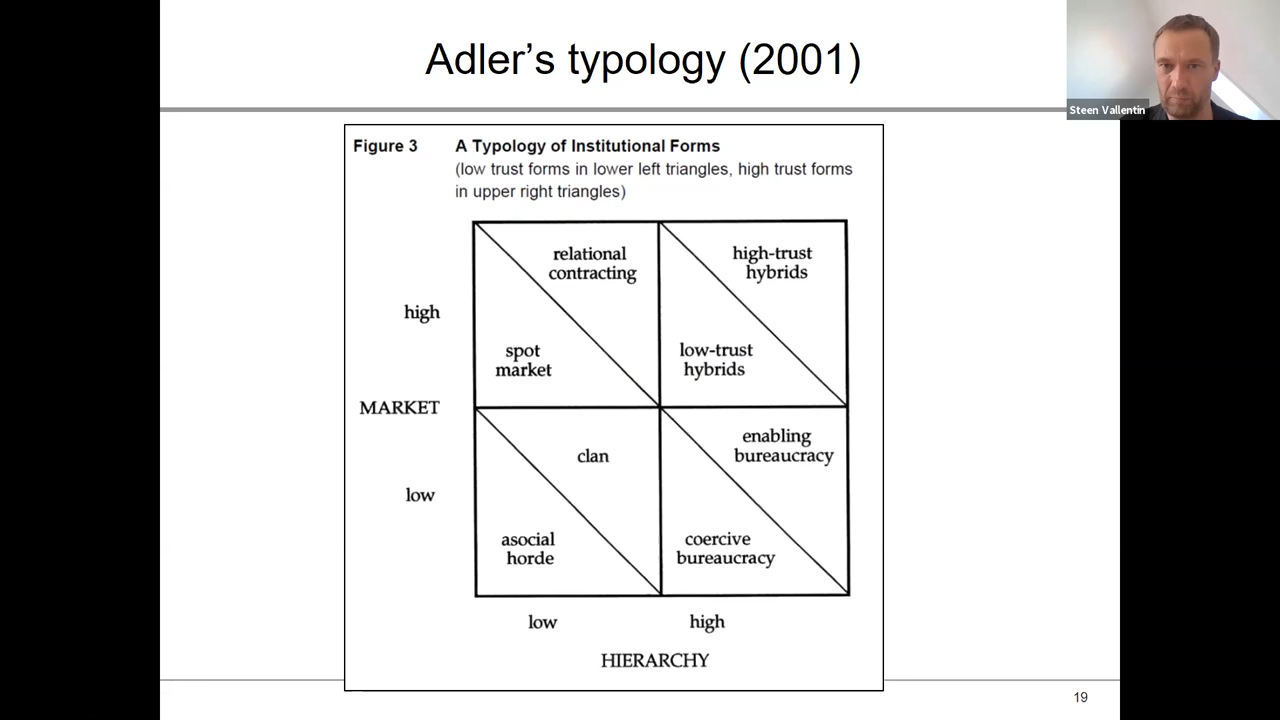 Adler's typology (2001)
Steen Vallentin
Figure 3 A Typology of Institutional Forms
(low trust forms in lower left triangles, high trust forms
in upper right triangles)
relational
contracting
high-trust
hybrids
high
spot
market
low-trust
hybrids
MARKET
clan
enabling
bureaucracy
low
asocial
horde
coercive
bureaucracy
low high
HIERARCHY
19